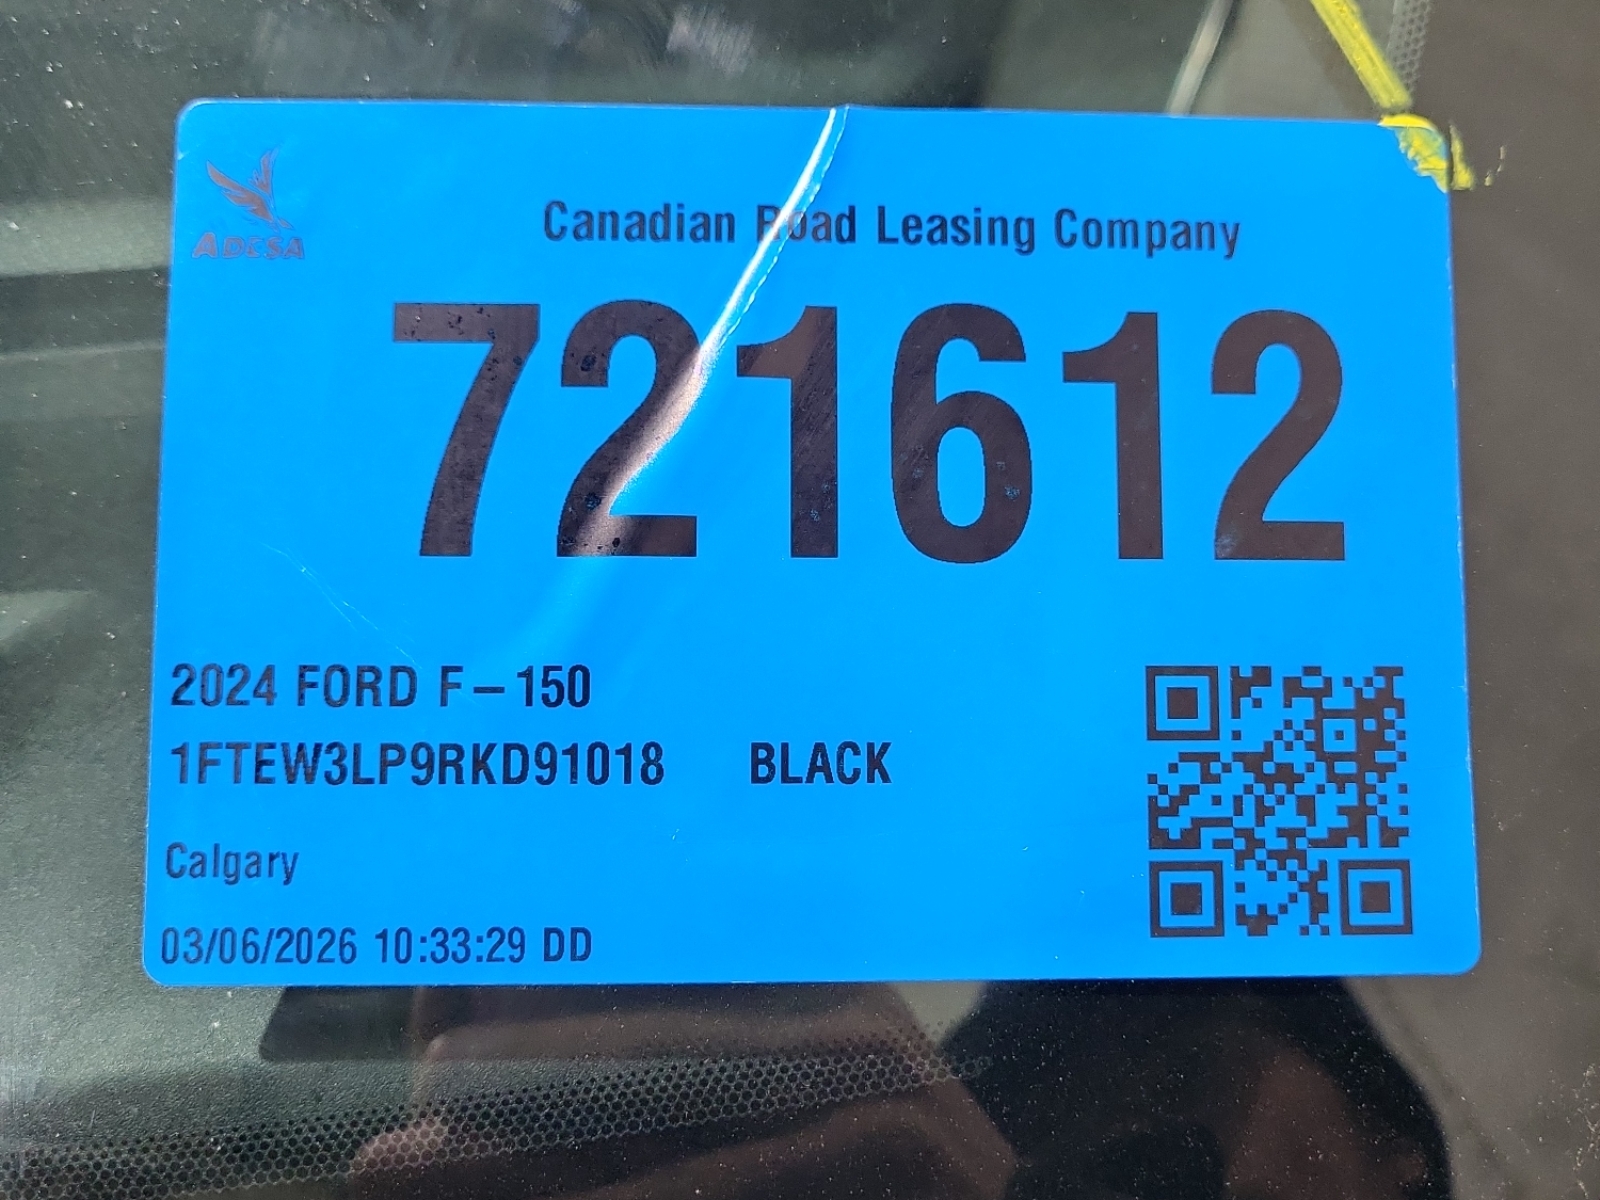 ADESA
Canadian Road Leasing Company
721612
2024 FORD F-150
1FTEW3LP9RKD91018 BLACK
Calgary
03/06/2026 10:33:29 DD